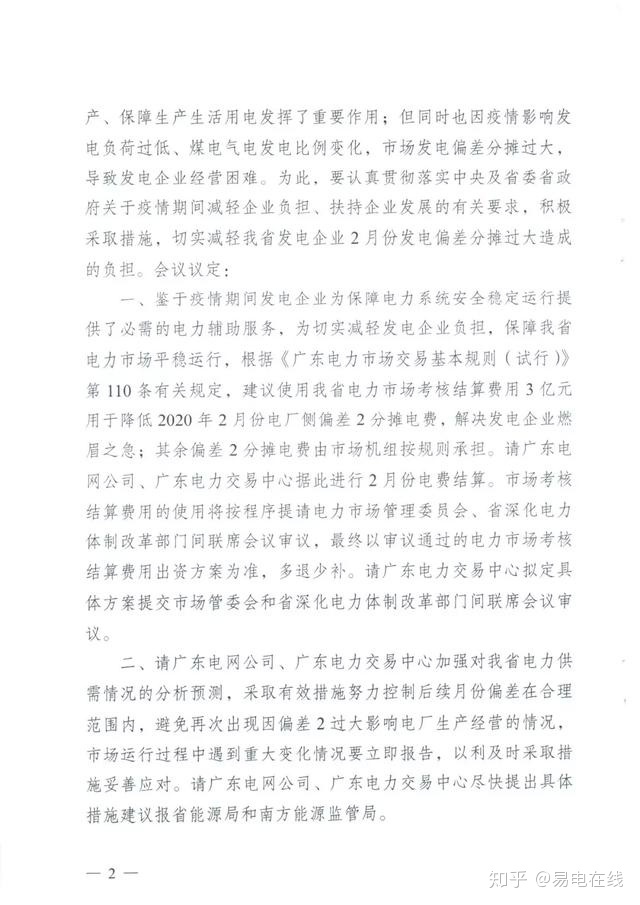 产、保障生产生活用电发挥了重要作用；但同时也因疫情影响发
电负荷过低、煤电气电发电比例变化，市场发电偏差分摊过大，
导致发电企业经营困难。为此，要认真贯彻落实中央及省委省政
府关于疫情期间减轻企业负担、扶持企业发展的有关要求，积极
采取措施，切实减轻我省发电企业2月份发电偏差分摊过大造成
的负担。会议议定：
一、鉴于疫情期间发电企业为保障电力系统安全稳定运行提
供了必需的电力辅助服务，为切实减轻发电企业负担，保障我省
电力市场平稳运行，根据《广东电力市场交易基本规则（试行）》
第110条有关规定，建议使用我省电力市场考核结算费用3亿元
用于降低2020年2月份电厂侧偏差2分摊电费，解决发电企业燃
眉之急；其余偏差2分摊电费由市场机组按规则承担。请广东电
网公司、广东电力交易中心据此进行2月份电费结算。市场考核
结算费用的使用将按程序提请电力市场管理委员会、省深化电力
体制改革部门间联席会议审议，最终以审议通过的电力市场考核
结算费用出资方案为准，多退少补。请广东电力交易中心拟定具
体方案提交市场管委会和省深化电力体制改革部门间联席会议审
议。
二、请广东电网公司、广东电力交易中心加强对我省电力供
需情况的分析预测，采取有效措施努力控制后续月份偏差在合理
范围内，避免再次出现因偏差2过大影响电厂生产经营的情况，
市场运行过程中遇到重大变化情况要立即报告，以利及时采取措
施妥善应对。请广东电网公司、广东电力交易中心尽快提出具体
措施建议报省能源局和南方能源监管局。
— 2 —
知乎 @易电在线